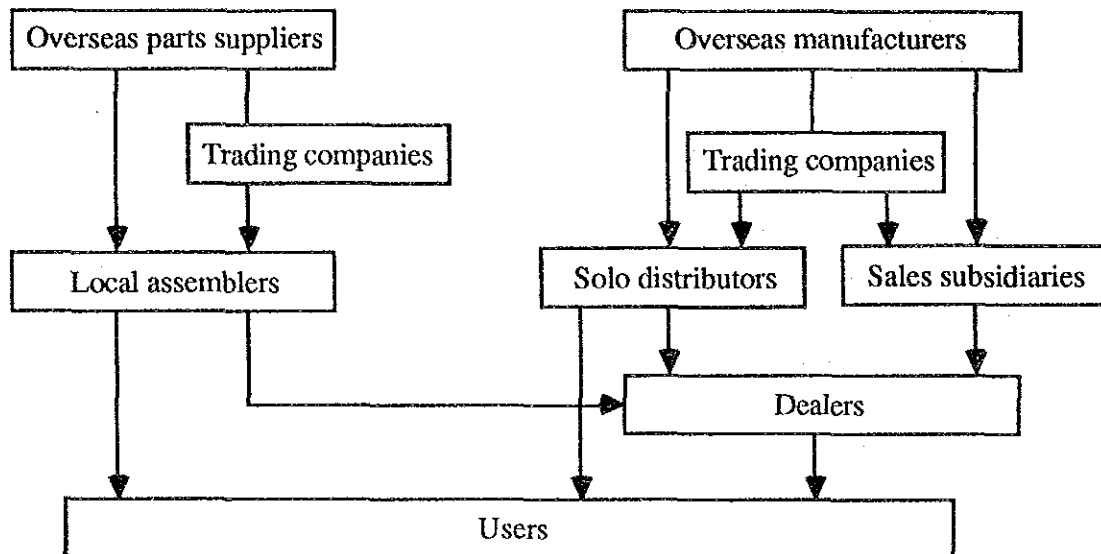 Overseas parts suppliers
Overseas manufacturers
Trading companies
Trading companies
Local assemblers
Solo distributors
Sales subsidiaries
Dealers
Users